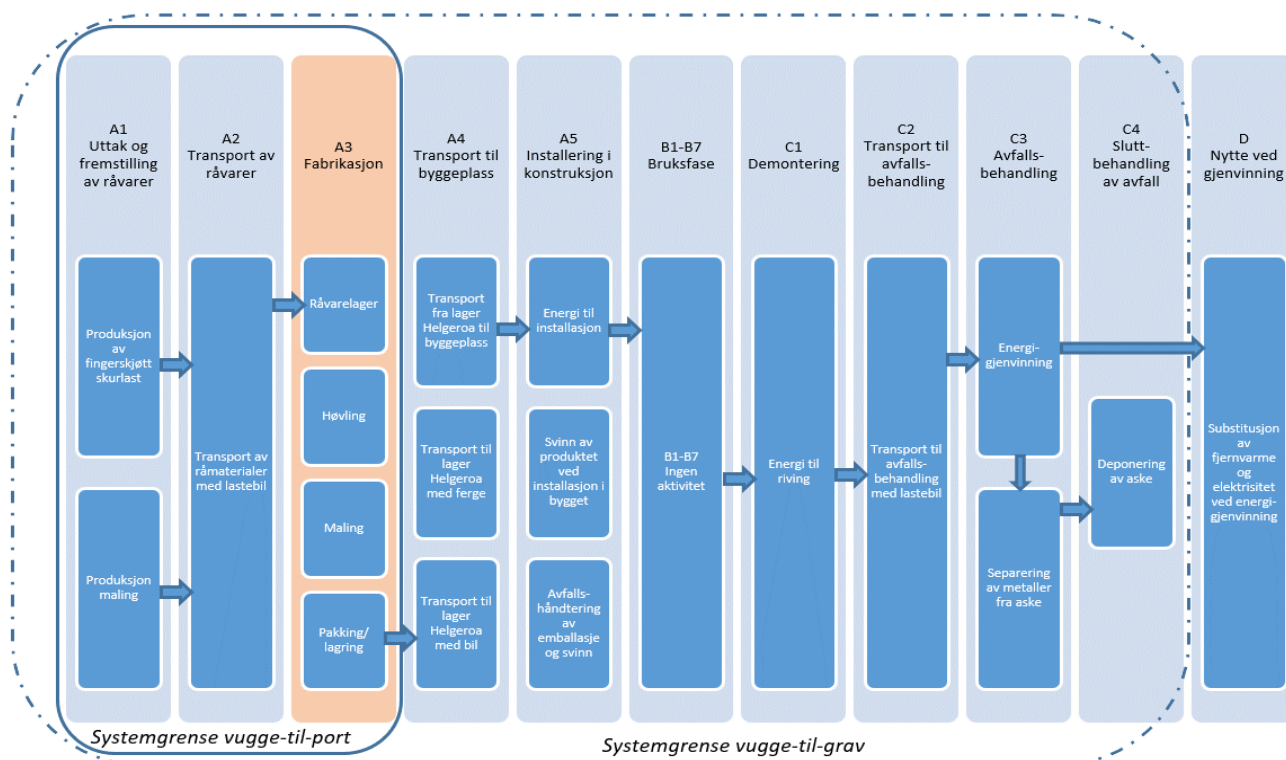 A1
Uttak og
fremstilling
av råvarer
A2
Transport av
råvarer
A3
Fabrikasjon
A4
Transport til
byggeplass
A5
Installering i
konstruksjon
B1-B7
Bruksfase
C1
Demontering
C2
Transport til
avfalls-
behandling
C3
Avfalls-
behandling
C4
Slutt-
behandling
av avfall
D
Nytte ved
gjenvinning
Produksjon
av
fingerskjøtt
skurlast
Produksjon
maling
Transport av
råmaterialer
med lastebil
Råvarelager
Høvling
Maling
Pakking/
lagring
Transport
fra lager
Helgeroa til
byggeplass
Transport til
lager
Helgeroa
med ferge
Transport til
lager
Helgeroa
med bil
Energi til
installasjon
Svinn av
produktet
ved
installasjon i
bygget
Avfalls-
håndtering
av
emballasje
og svinn
B1-B7
Ingen
aktivitet
Energi til
riving
Transport til
avfalls-
behandling
med lastebil
Energi-
gjenvinning
Separering
av metaller
fra aske
Deponering
av aske
Substitusjon
av
fjernvarme
og
elektrisitet
ved energi-
gjenvinning
Systemgrense vugge-til-port
Systemgrense vugge-til-grav